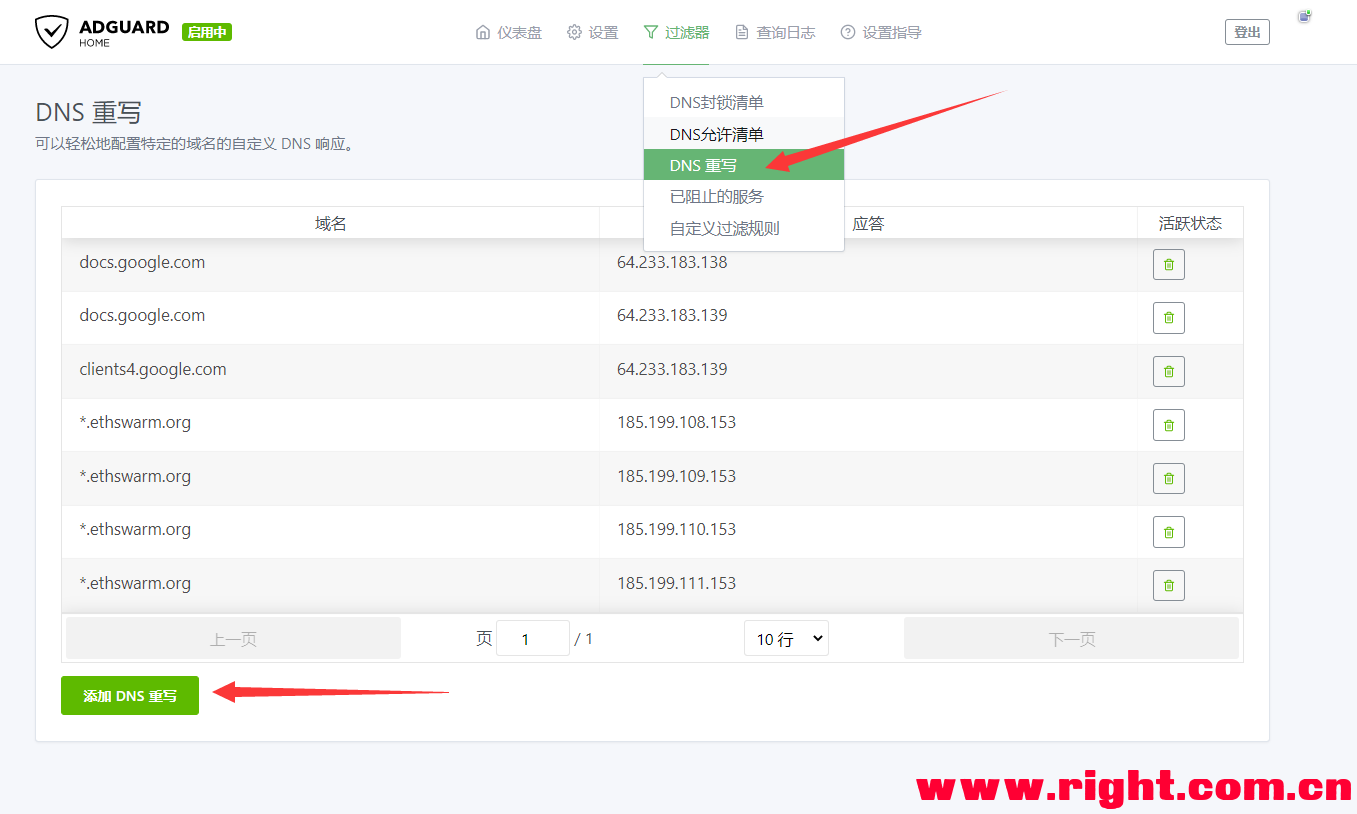 ADGUARD
HOME
启用中
仪表盘
设置
过滤器
查询日志
设置指导
登出
DNS封锁清单
DNS允许清单
DNS 重写
已阻止的服务
自定义过滤规则
DNS 重写
可以轻松地配置特定的域名的自定义 DNS 响应。
域名 应答 活跃状态
docs.google.com 64.233.183.138
docs.google.com 64.233.183.139
clients4.google.com 64.233.183.139
*.ethswarm.org 185.199.108.153
*.ethswarm.org 185.199.109.153
*.ethswarm.org 185.199.110.153
*.ethswarm.org 185.199.111.153
上一页 页 1 / 1 10 行 下一页
添加 DNS 重写
www.right.com.cn